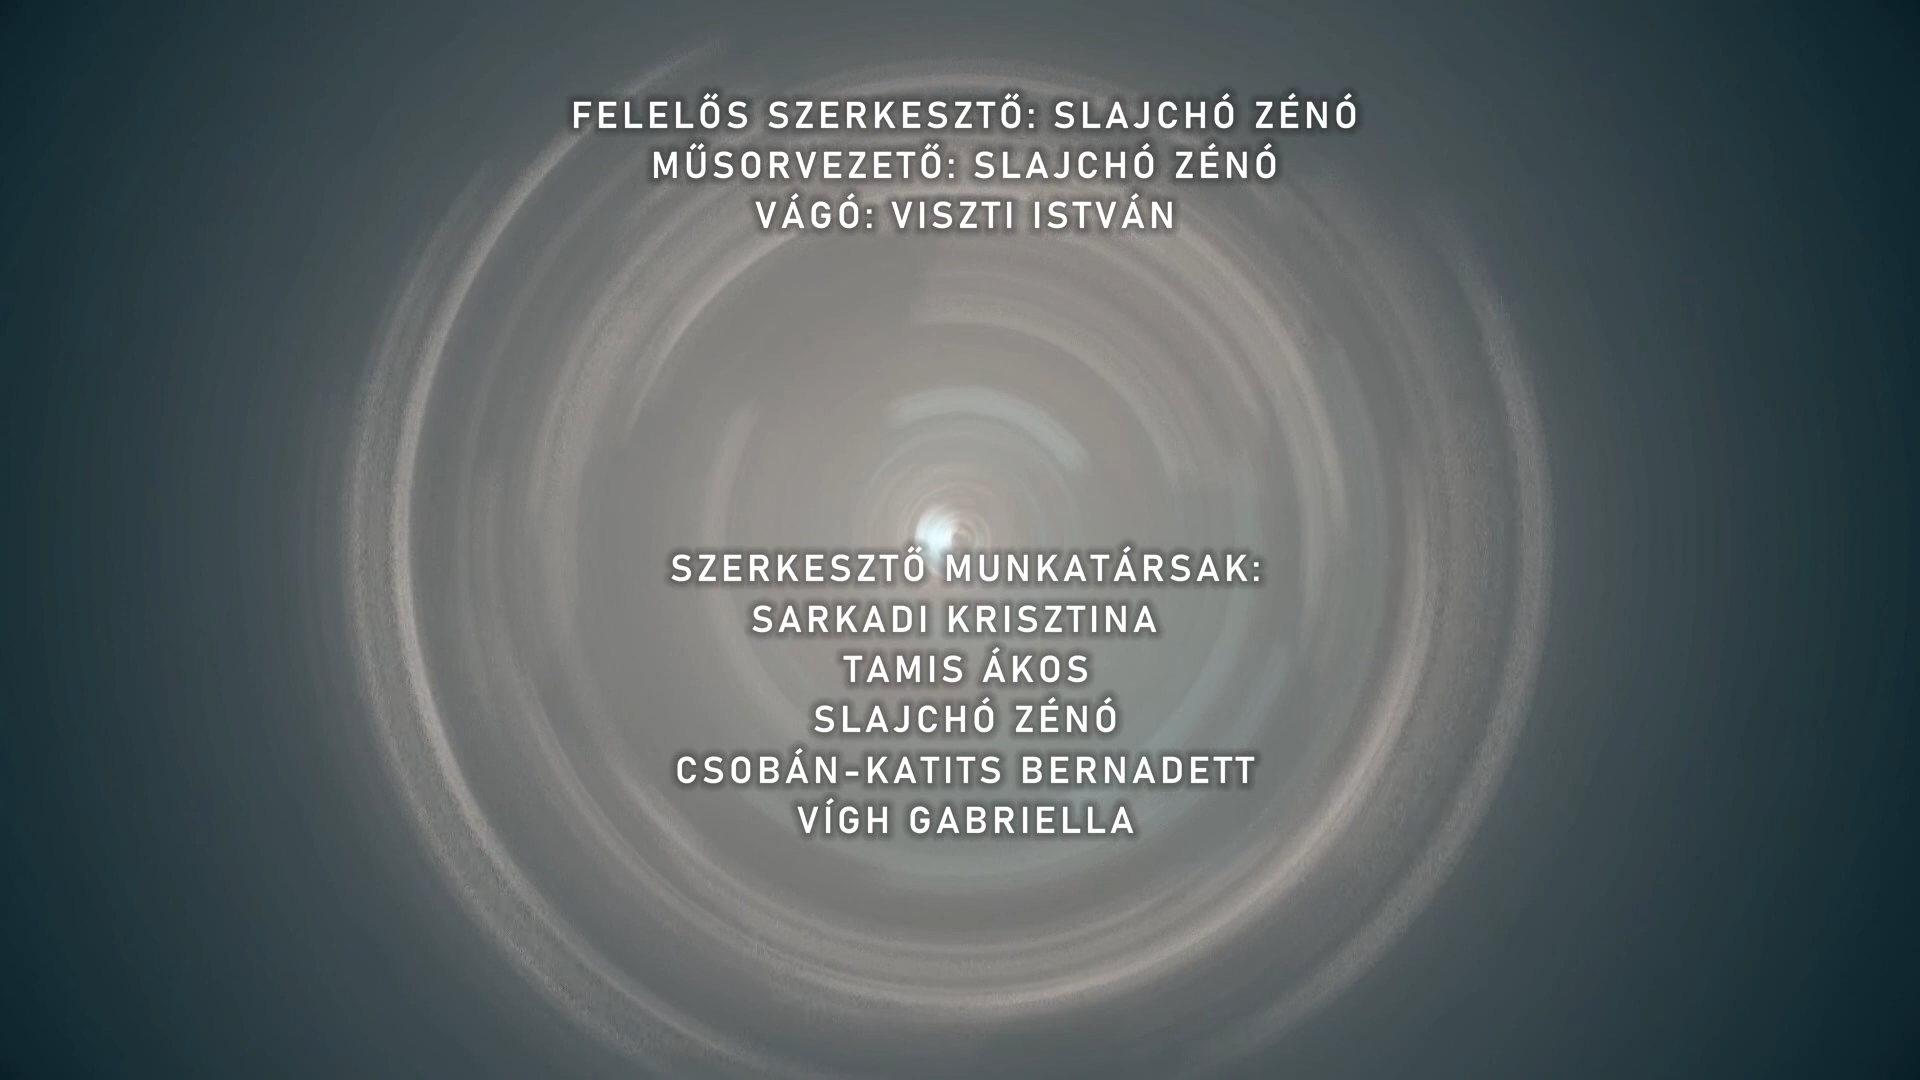 FELELŐS SZERKESZTŐ: SLAJCHÓ ZÉNÓ
MŰSORVEZETŐ: SLAJCHÓ ZÉNÓ
VÁGÓ: VISZTI ISTVÁN
SZERKESZTŐ MUNKATÁRSAK:
SARKADI KRISZTINA
TAMIS ÁKOS
SLAJCHÓ ZÉNÓ
CSOBÁN-KATITS BERNADETT
VÍGH GABRIELLA